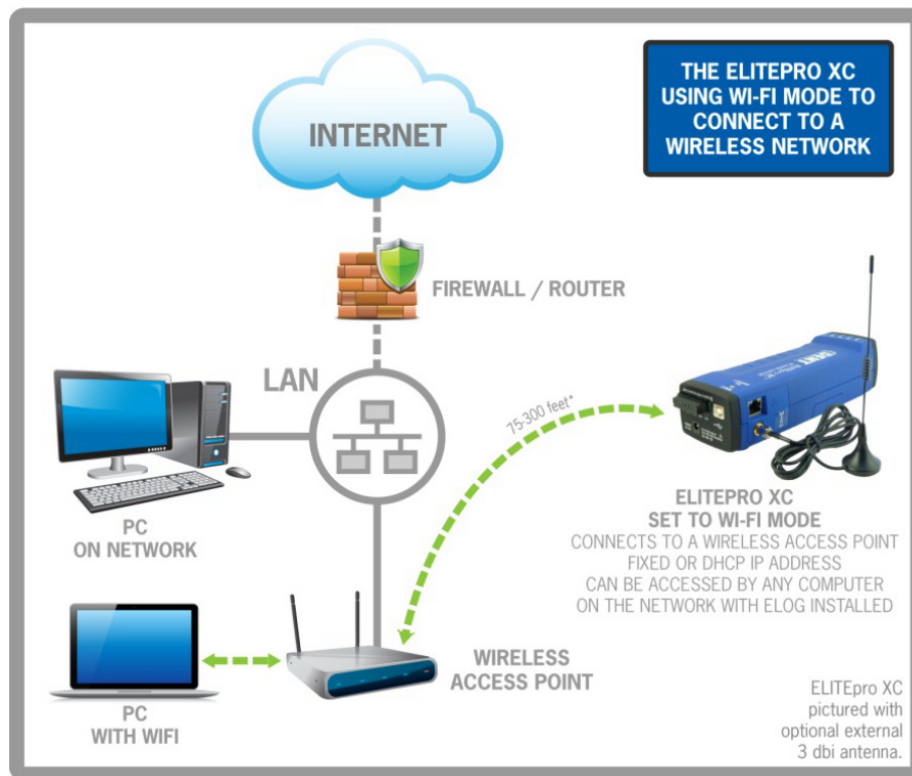 THE ELITEPRO XC
USING WI-FI MODE TO
CONNECT TO A
WIRELESS NETWORK
INTERNET
FIREWALL / ROUTER
LAN
75-300 feet*
PC
ON NETWORK
ELITEPRO XC
SET TO WI-FI MODE
CONNECTS TO A WIRELESS ACCESS POINT
FIXED OR DHCP IP ADDRESS
CAN BE ACCESSED BY ANY COMPUTER
ON THE NETWORK WITH ELOG INSTALLED
WIRELESS
ACCESS POINT
PC
WITH WIFI
ELITEpro XC
pictured with
optional external
3 dbi antenna.
DENT